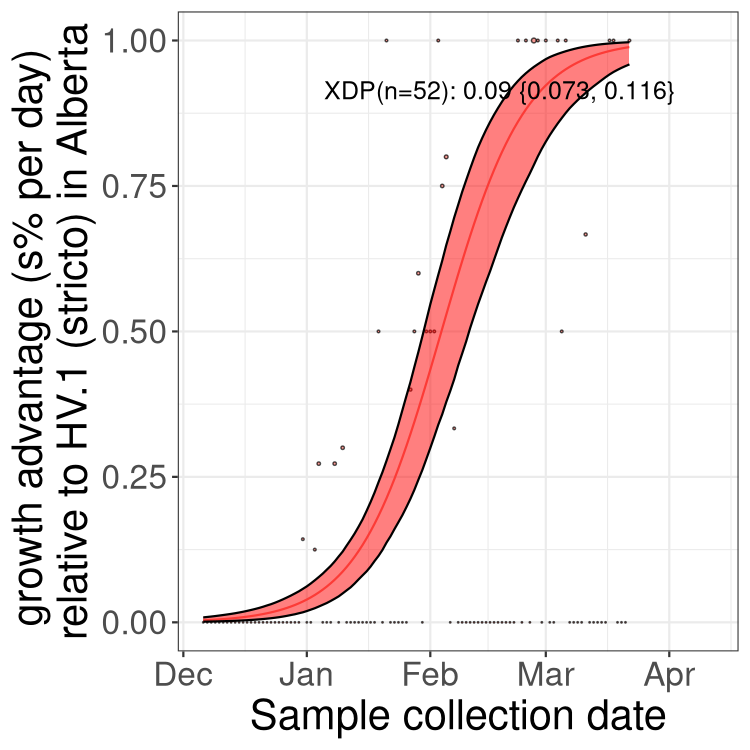 growth advantage (s% per day)
relative to HV.1 (stricto) in Alberta
1.00
0.75
0.50
0.25
0.00
XDP(n=52): 0.09 {0.073, 0.116}
Dec Jan Feb Mar Apr
Sample collection date